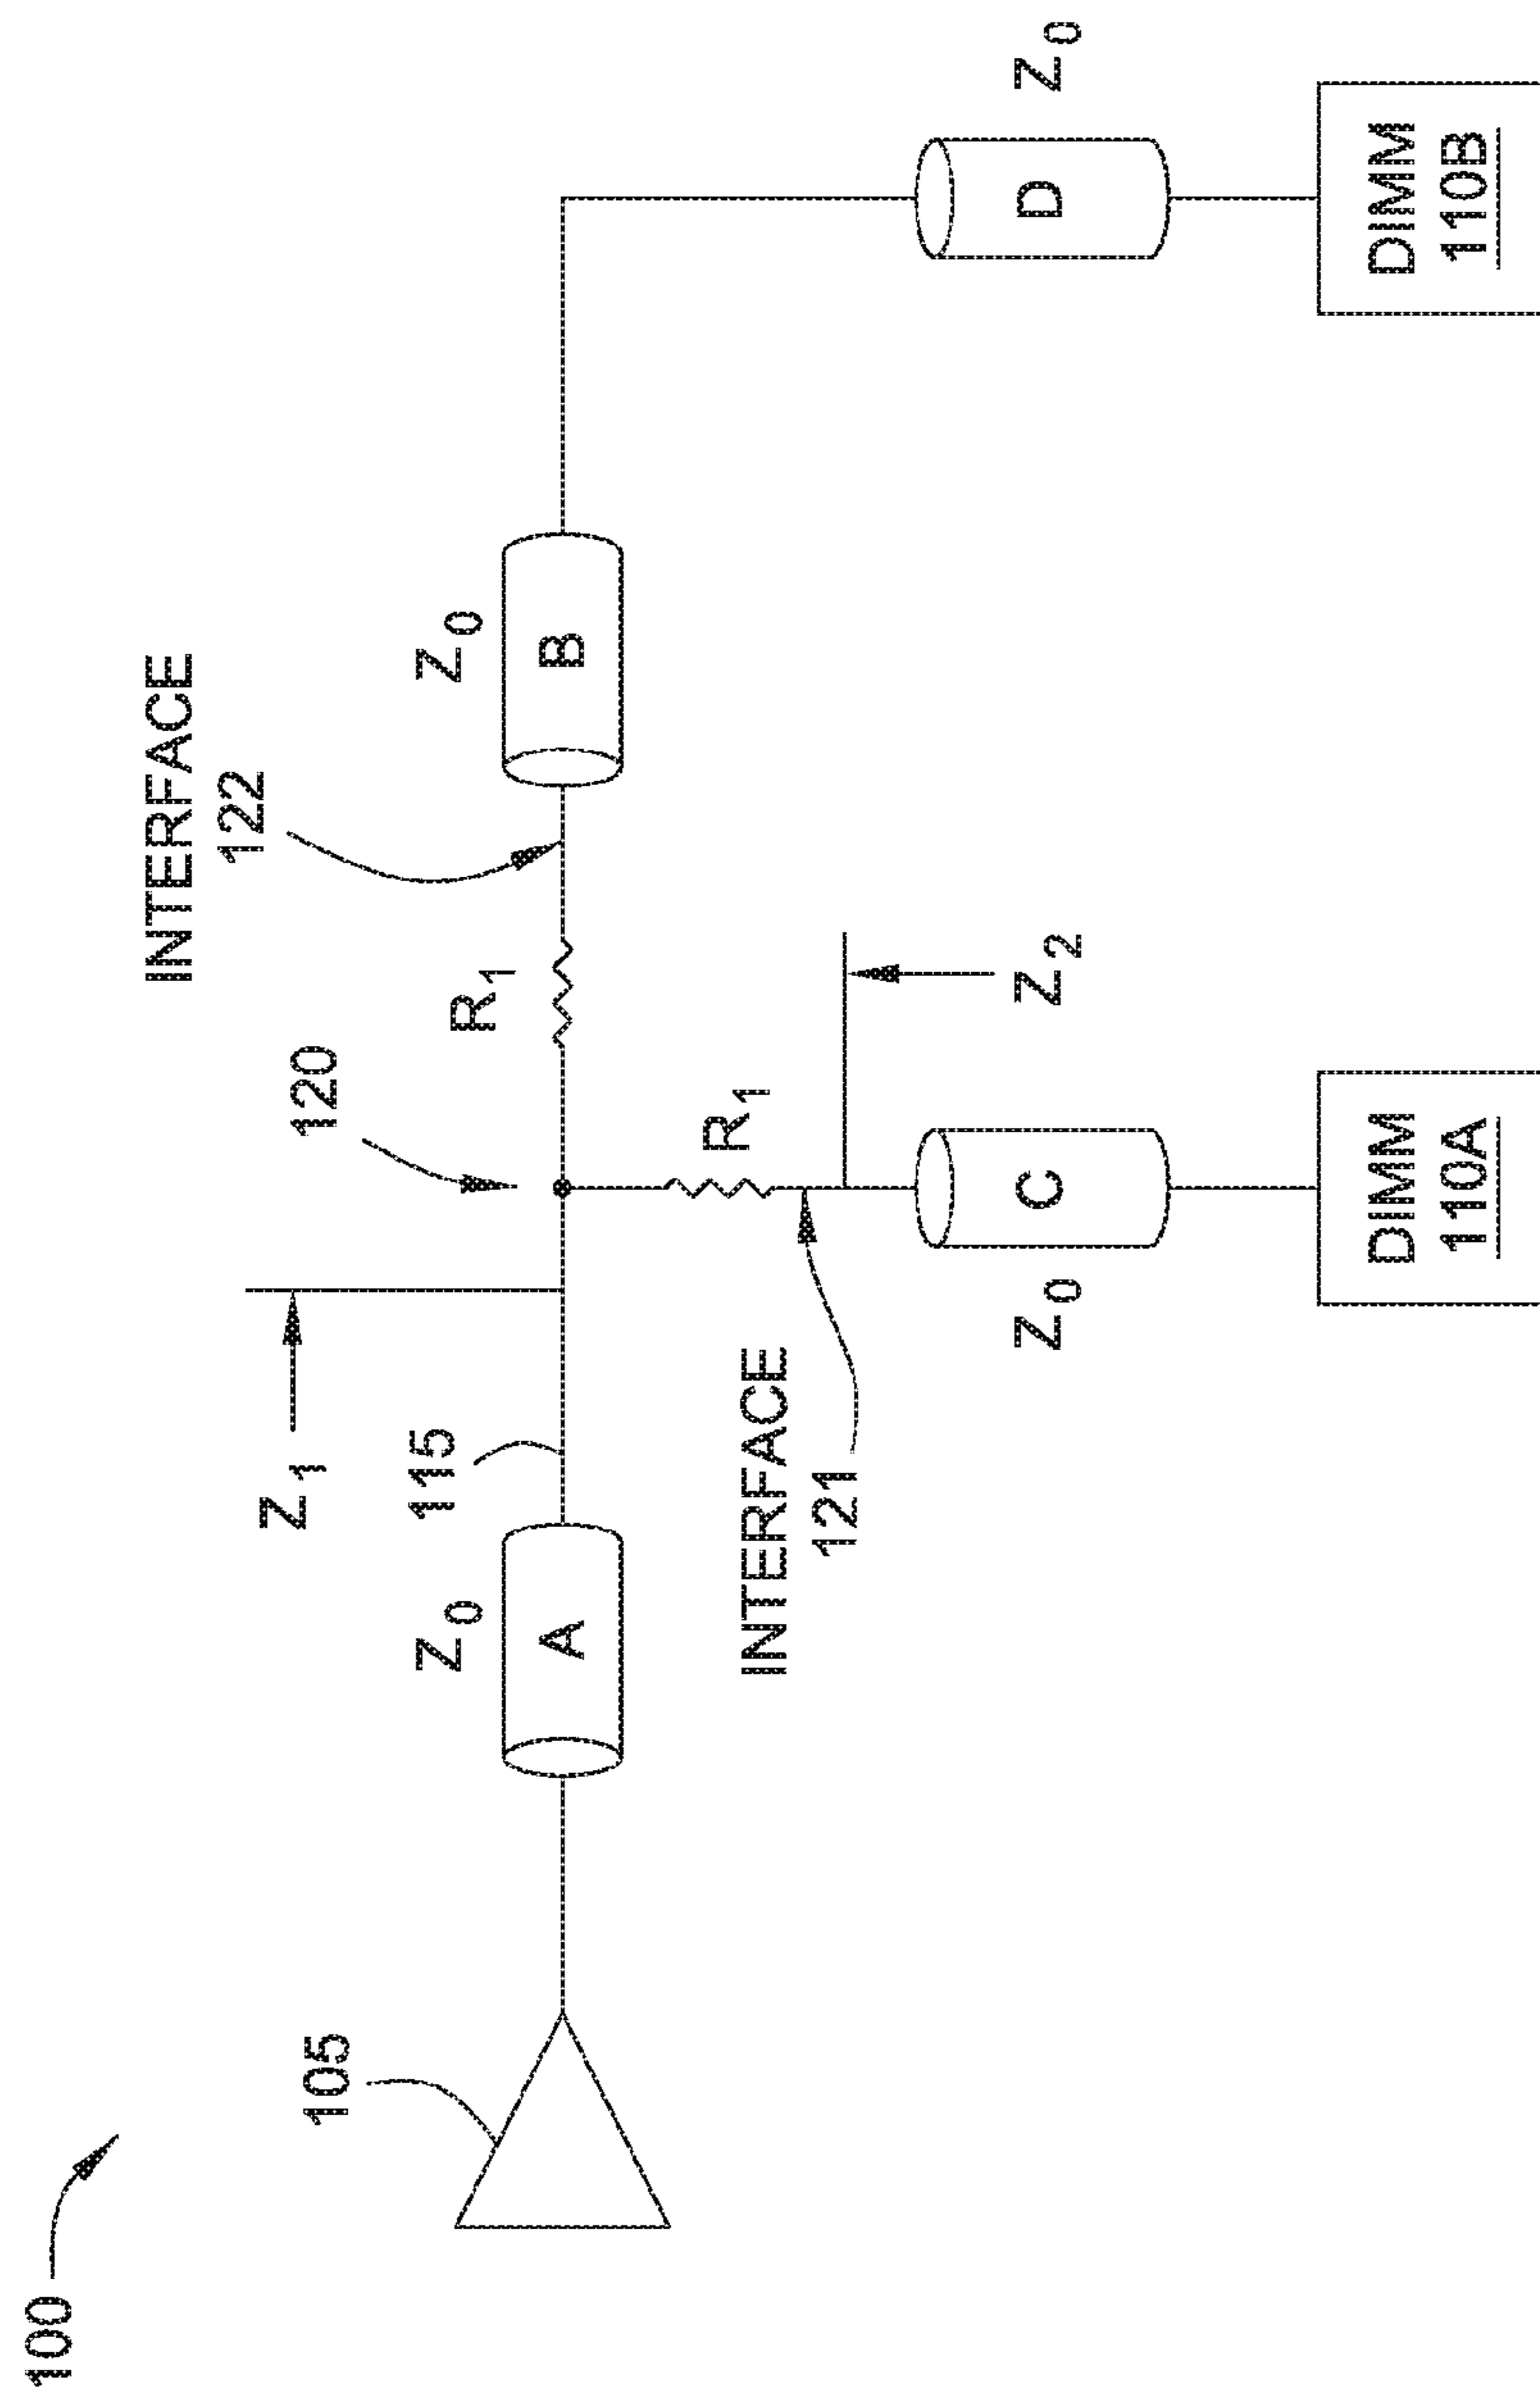 100
105
Z0
A
115
Z1
120
R1
INTERFACE
122
Z0
B
INTERFACE
121
R1
Z2
Z0
C
D
Z0
DIMM
110A
DIMM
110B